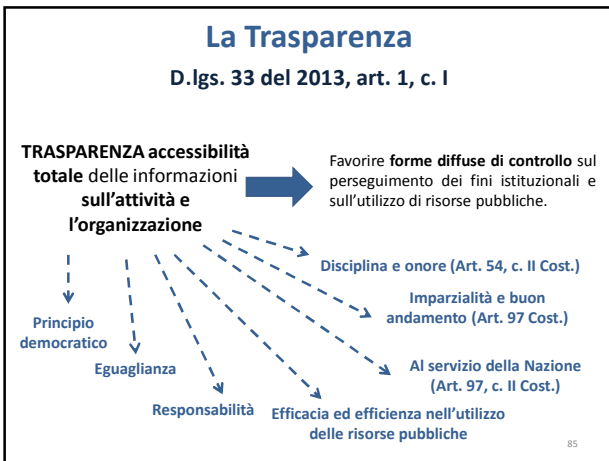 La Trasparenza
D.lgs. 33 del 2013, art. 1, c. I
TRASPARENZA accessibilità
totale delle informazioni
sull'attività e
l'organizzazione
Favorire forme diffuse di controllo sul
perseguimento dei fini istituzionali e
sull'utilizzo di risorse pubbliche.
Disciplina e onore (Art. 54, c. II Cost.)
Imparzialità e buon
andamento (Art. 97 Cost.)
Al servizio della Nazione
(Art. 97, c. II Cost.)
Principio
democratico
Eguaglianza
Responsabilità
Efficacia ed efficienza nell'utilizzo
delle risorse pubbliche
85